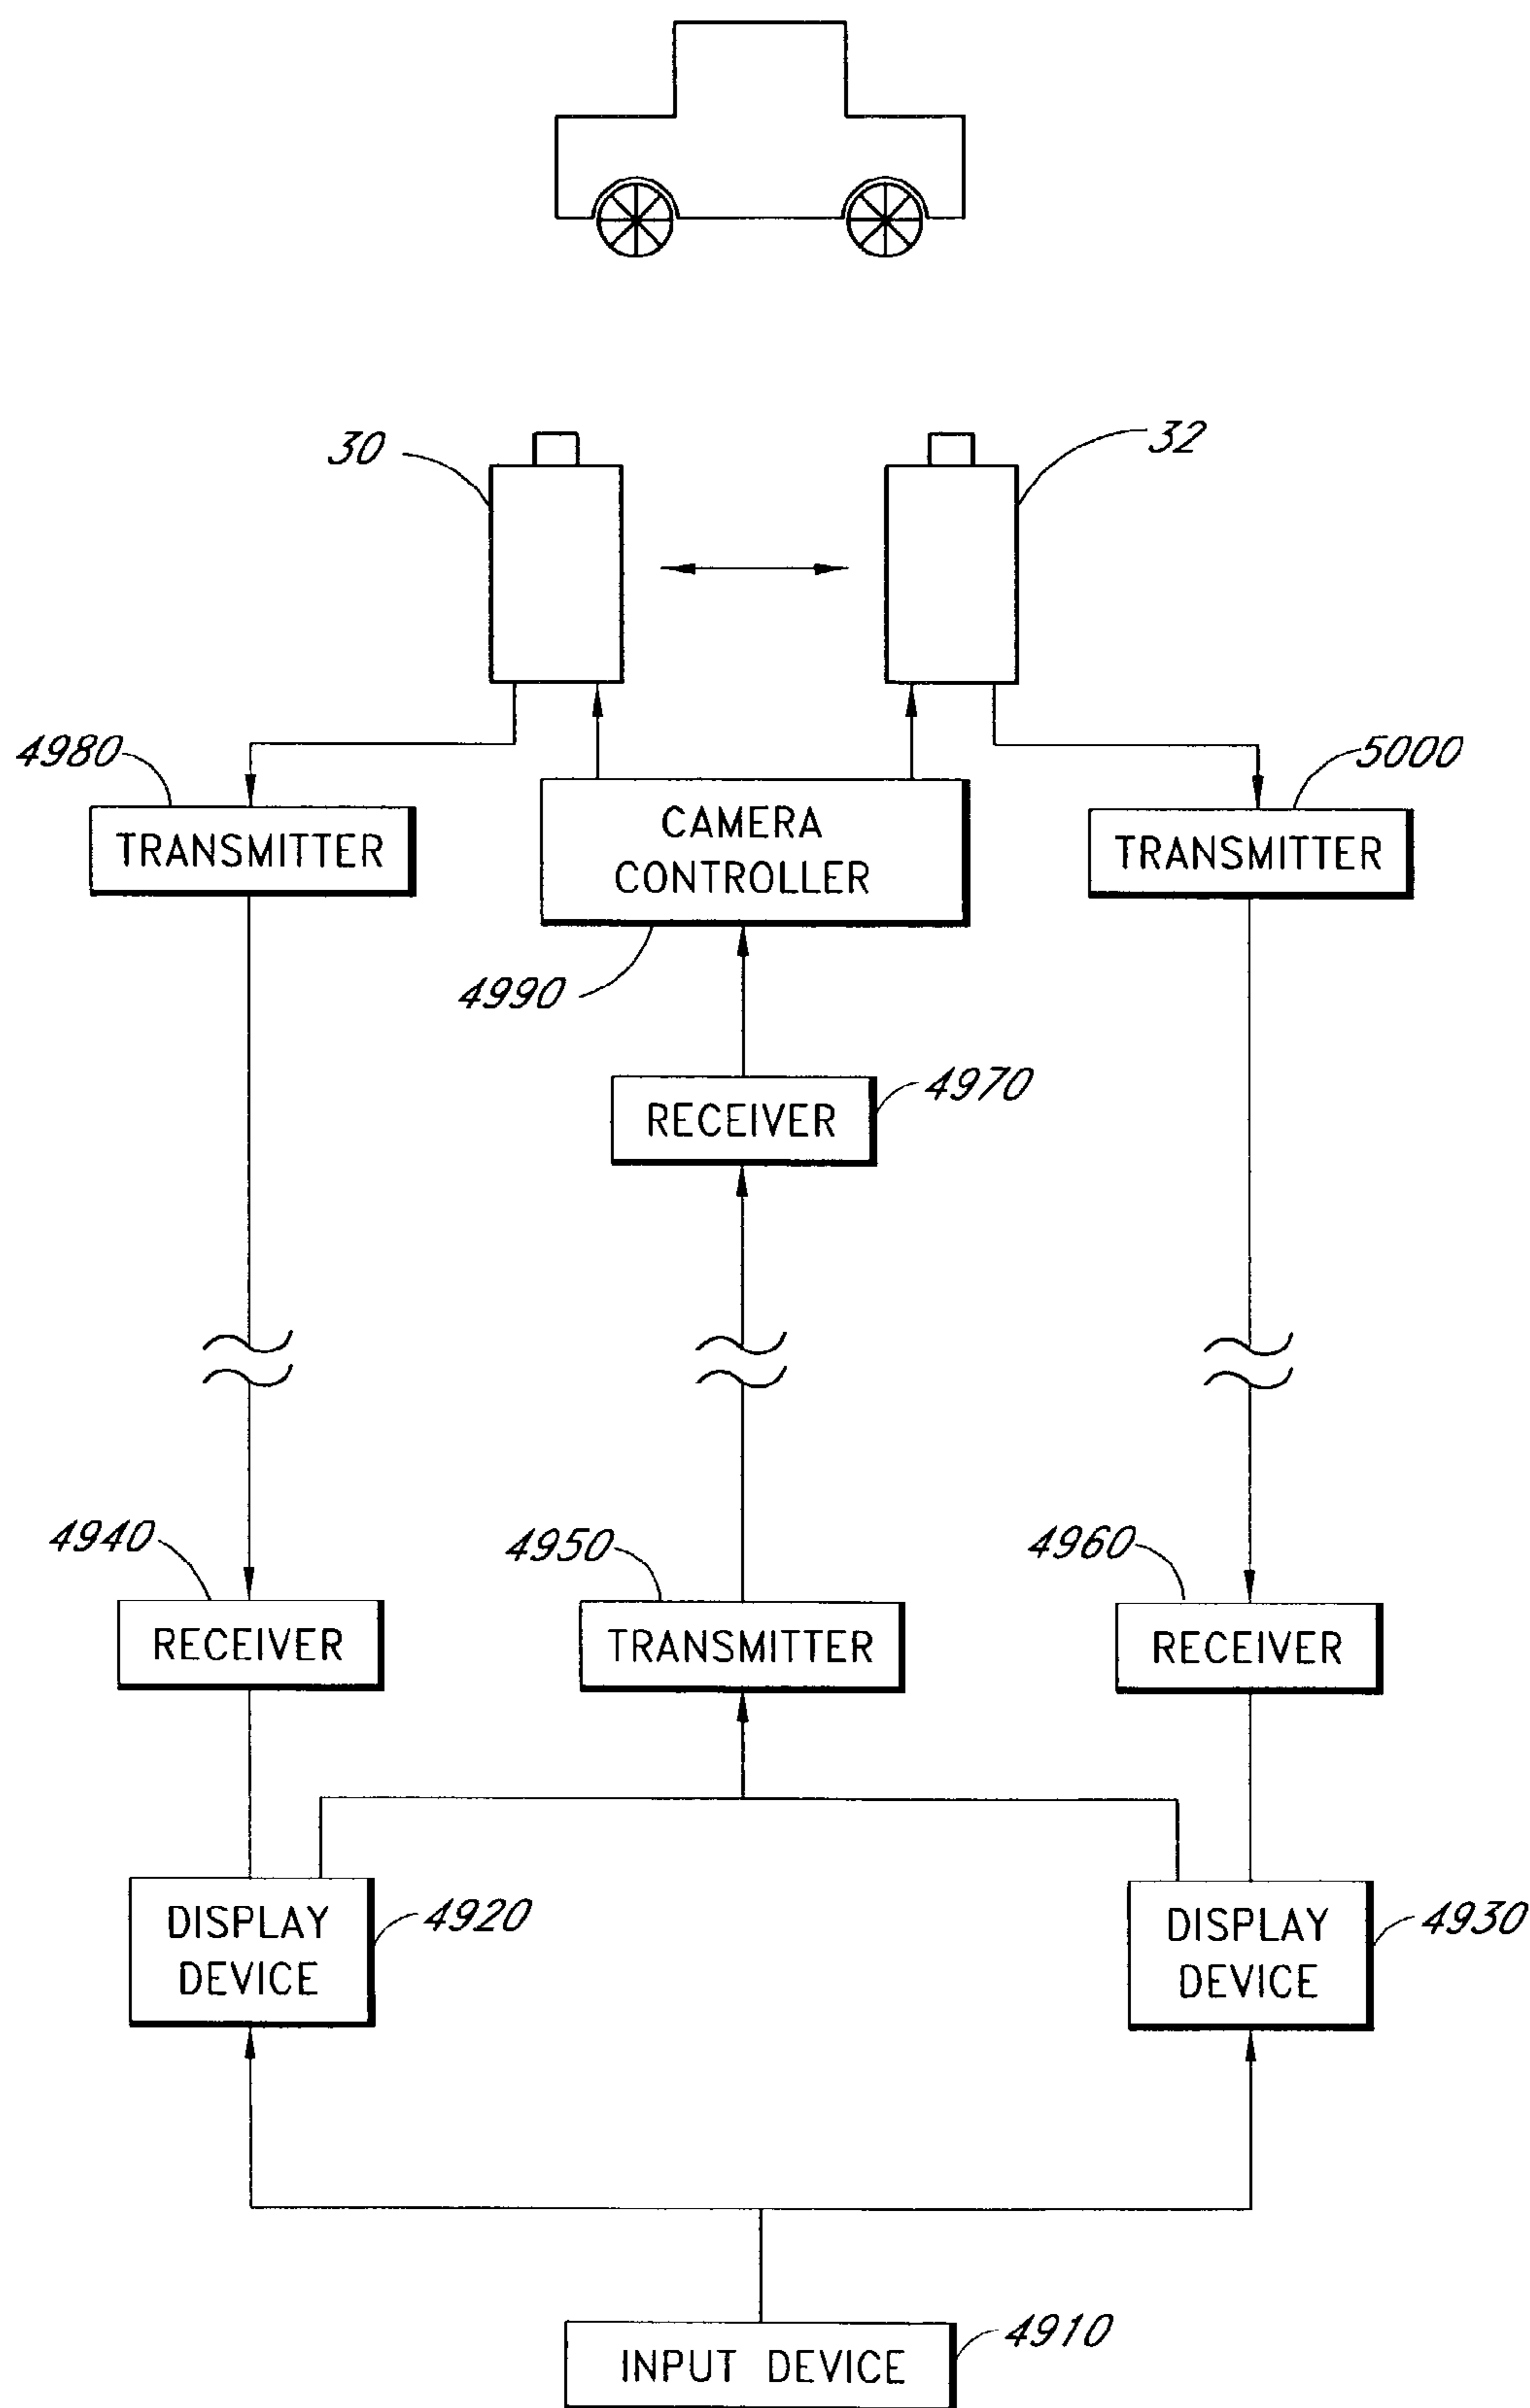 30
32
4980
5000
TRANSMITTER
CAMERA
CONTROLLER
TRANSMITTER
4990
4970
RECEIVER
4940
4950
4960
RECEIVER
TRANSMITTER
RECEIVER
4920
4930
DISPLAY
DEVICE
DISPLAY
DEVICE
4910
INPUT DEVICE